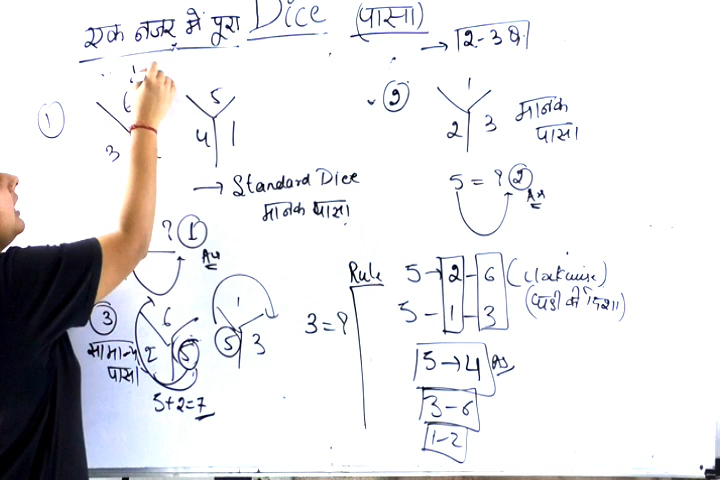 एक नजर में पूरा Dice (पासा)
→ 2-3 Q.
① 6 3
5 4 1
② 1 2 3 मानक पासा
→ Standard Dice
मानक पासा
5 = ? ② Ans
? ① Ans
③ सामान्य पासा
6 2 5
1 5 3
5+2=7
3=?
Rule
5→2-6 (clockwise)
5-1-3 (घड़ी की दिशा)
5→4 Ans
3-6
1-2